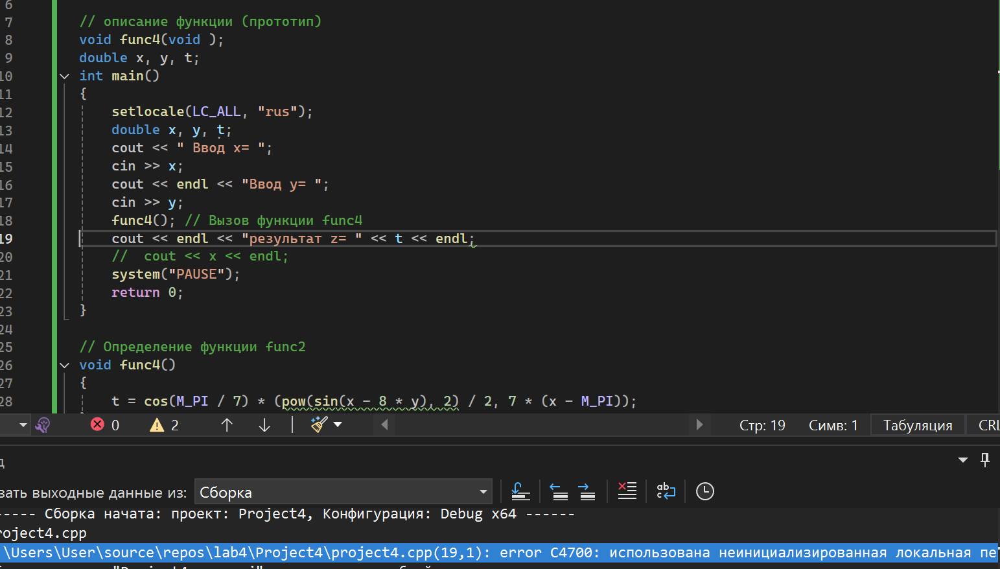 6
7 // описание функции (прототип)
8 void func4(void );
9 double x, y, t;
10 int main()
11 {
12 setlocale(LC_ALL, "rus");
13 double x, y, t;
14 cout << " Ввод x= ";
15 cin >> x;
16 cout << endl << "Ввод y= ";
17 cin >> y;
18 func4(); // Вызов функции func4
19 cout << endl << "результат z= " << t << endl;
20 //  cout << x << endl;
21 system("PAUSE");
22 return 0;
23 }
24
25 // Определение функции func2
26 void func4()
27 {
28 t = cos(M_PI / 7) * (pow(sin(x - 8 * y), 2) / 2, 7 * (x - M_PI));
0 2 Стр: 19 Симв: 1 Табуляция CRL
зать выходные данные из: Сборка
----- Сборка начата: проект: Project4, Конфигурация: Debug x64 ------
roject4.cpp
\Users\User\source\repos\lab4\Project4\project4.cpp(19,1): error C4700: использована неинициализированная локальная пе